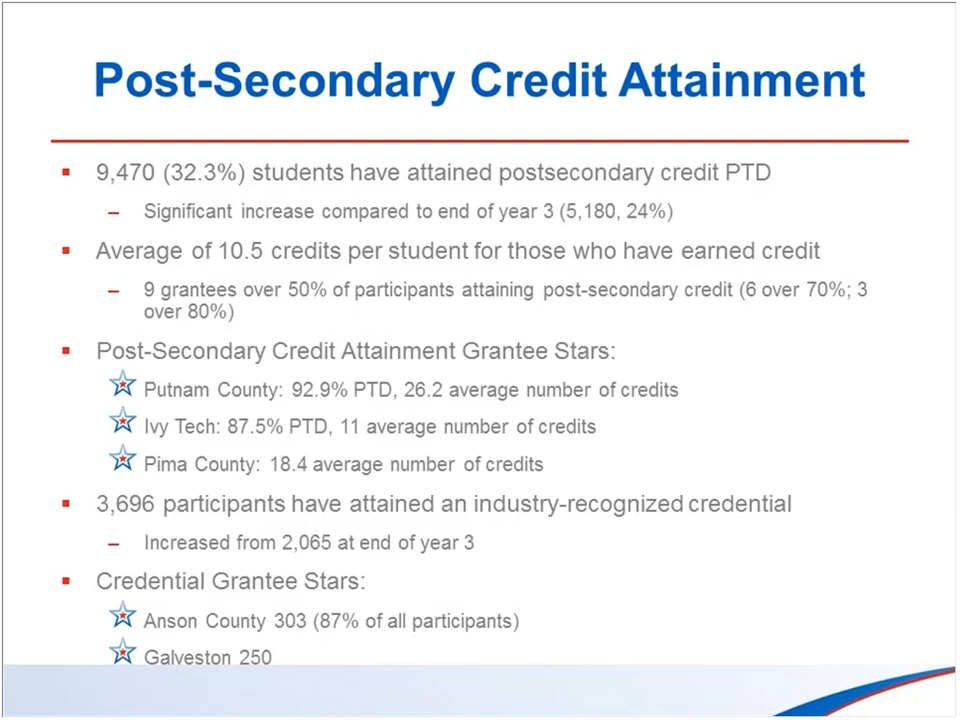 Post-Secondary Credit Attainment
▪ 9,470 (32.3%) students have attained postsecondary credit PTD
– Significant increase compared to end of year 3 (5,180, 24%)
▪ Average of 10.5 credits per student for those who have earned credit
– 9 grantees over 50% of participants attaining post-secondary credit (6 over 70%; 3
over 80%)
▪ Post-Secondary Credit Attainment Grantee Stars:
Putnam County: 92.9% PTD, 26.2 average number of credits
Ivy Tech: 87.5% PTD, 11 average number of credits
Pima County: 18.4 average number of credits
▪ 3,696 participants have attained an industry-recognized credential
– Increased from 2,065 at end of year 3
▪ Credential Grantee Stars:
Anson County 303 (87% of all participants)
Galveston 250